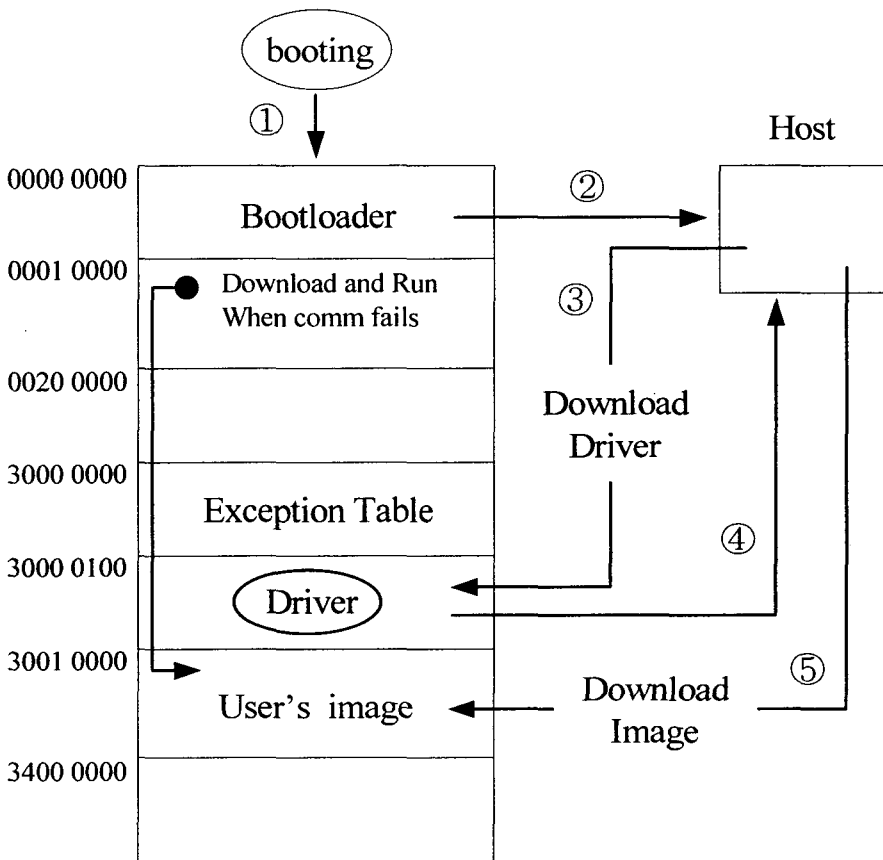 booting
①
Host
0000 0000
Bootloader
②
0001 0000
Download and Run
When comm fails
③
0020 0000
Download
Driver
3000 0000
Exception Table
④
3000 0100
Driver
3001 0000
User's image
Download
Image
⑤
3400 0000